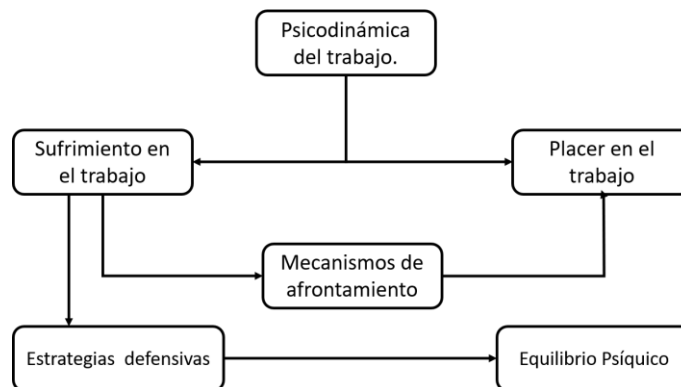 Psicodinámica
del trabajo.
Sufrimiento en
el trabajo
Placer en el
trabajo
Mecanismos de
afrontamiento
Estrategias defensivas
Equilibrio Psíquico